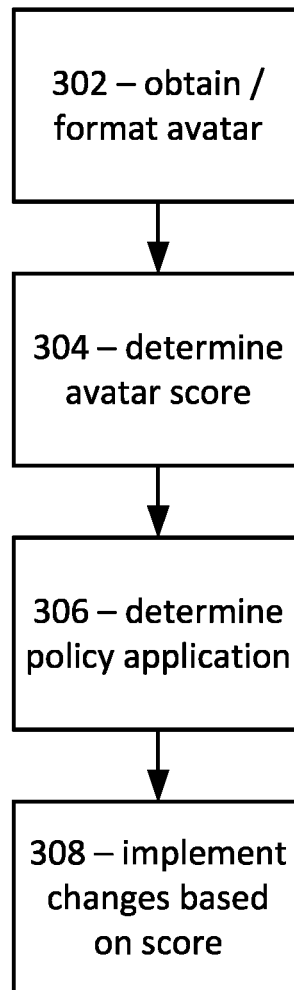 302 – obtain /
format avatar
304 – determine
avatar score
306 – determine
policy application
308 – implement
changes based
on score